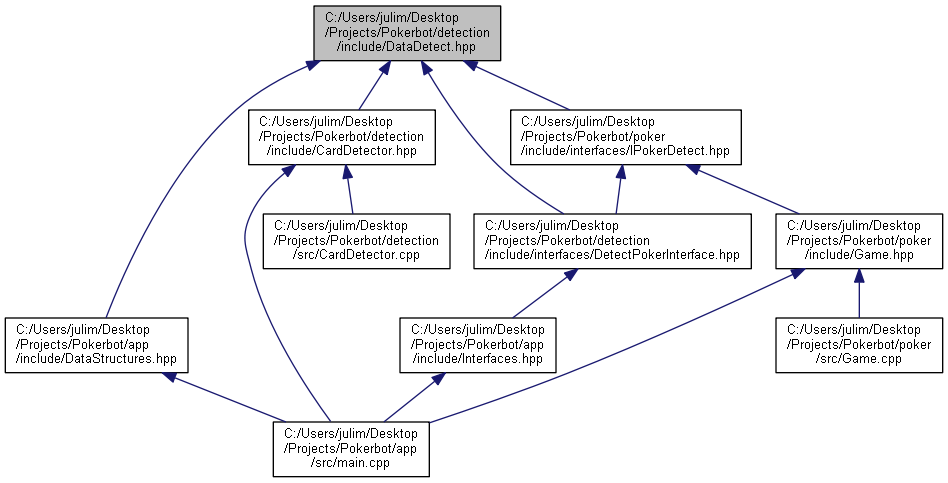 C:/Users/julim/Desktop
/Projects/Pokerbot/detection
/include/DataDetect.hpp
C:/Users/julim/Desktop
/Projects/Pokerbot/detection
/include/CardDetector.hpp
C:/Users/julim/Desktop
/Projects/Pokerbot/poker
/include/interfaces/IPokerDetect.hpp
C:/Users/julim/Desktop
/Projects/Pokerbot/detection
/src/CardDetector.cpp
C:/Users/julim/Desktop
/Projects/Pokerbot/detection
/include/interfaces/DetectPokerInterface.hpp
C:/Users/julim/Desktop
/Projects/Pokerbot/poker
/include/Game.hpp
C:/Users/julim/Desktop
/Projects/Pokerbot/app
/include/DataStructures.hpp
C:/Users/julim/Desktop
/Projects/Pokerbot/app
/include/Interfaces.hpp
C:/Users/julim/Desktop
/Projects/Pokerbot/poker
/src/Game.cpp
C:/Users/julim/Desktop
/Projects/Pokerbot/app
/src/main.cpp